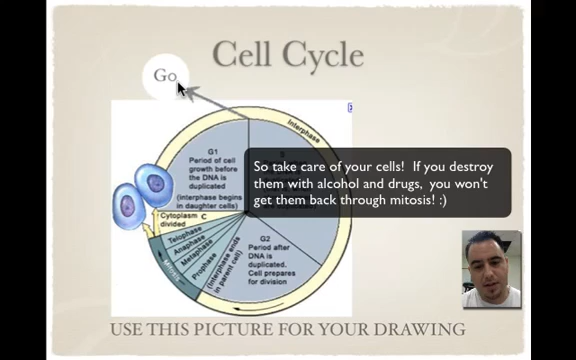 Cell Cycle
Go
Interphase
G1
Period of cell
growth before
the DNA is
duplicated
(interphase begins
in daughter cells)
So take care of your cells! If you destroy
them with alcohol and drugs, you won't
get them back through mitosis! :)
Cytoplasm C
divided
Telophase
Anaphase
Metaphase
Prophase
(Interphase ends
in parent cell)
G2
Period after
DNA is
duplicated.
Cell prepares
for division
USE THIS PICTURE FOR YOUR DRAWING